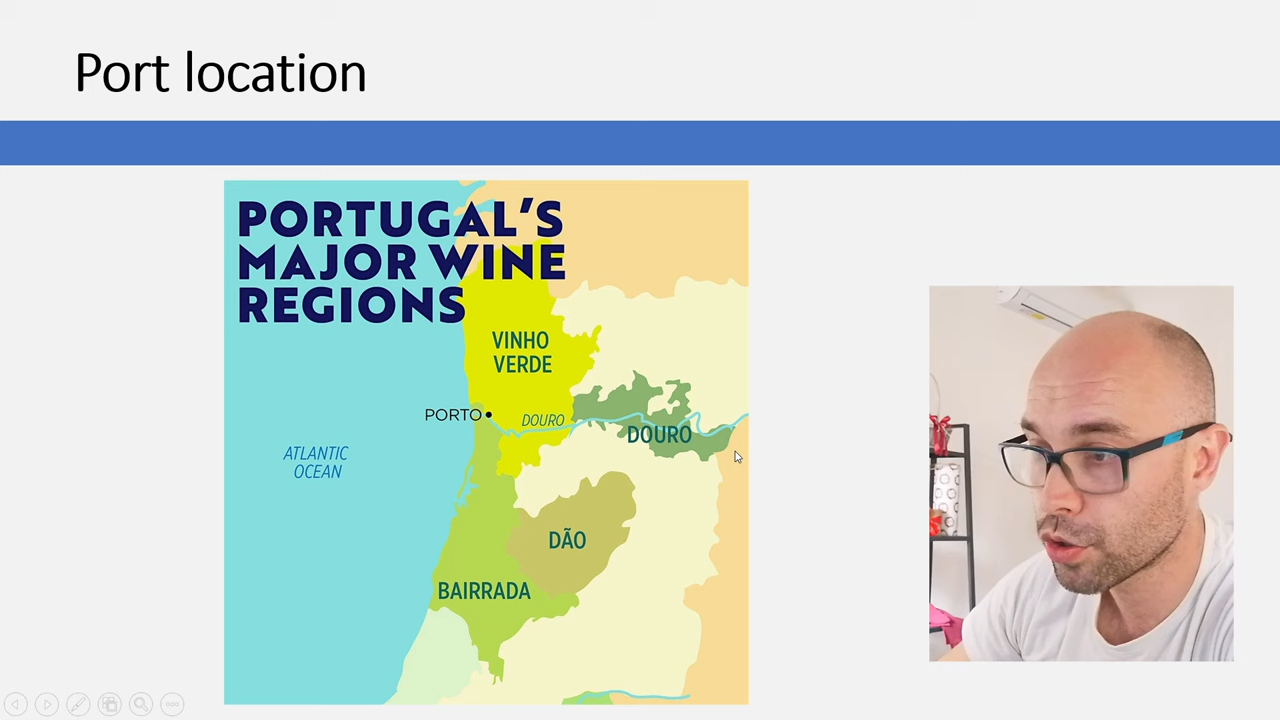 Port location
PORTUGAL'S
MAJOR WINE
REGIONS
VINHO
VERDE
PORTO
DOURO
DOURO
ATLANTIC
OCEAN
DÃO
BAIRRADA